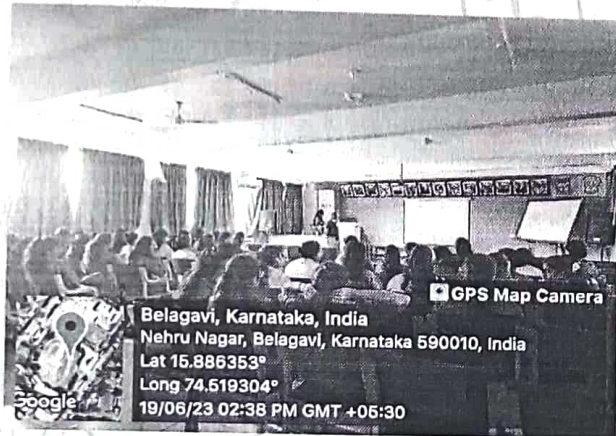 GPS Map Camera
Belagavi, Karnataka, India
Nehru Nagar, Belagavi, Karnataka 590010, India
Lat 15.886353°
Long 74.519304°
19/06/23 02:38 PM GMT +05:30
Google